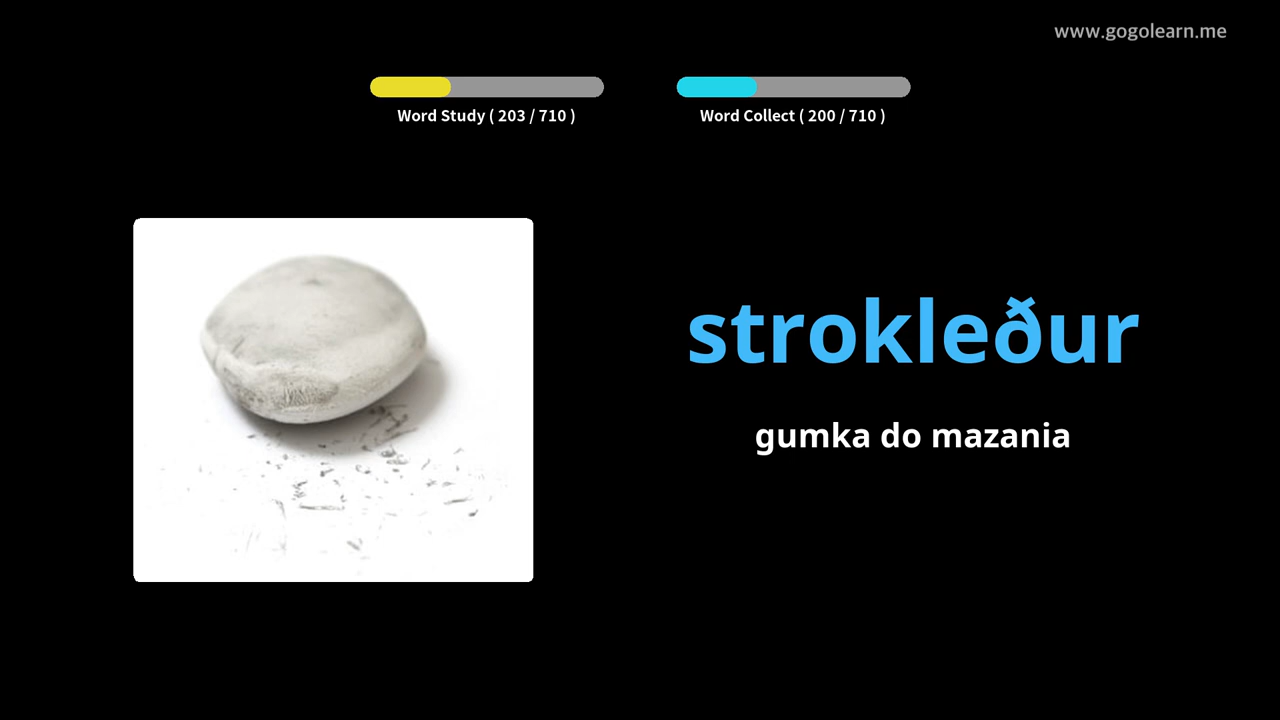 www.gogolearn.me
Word Study ( 203 / 710 )
Word Collect ( 200 / 710 )
strokleður
gumka do mazania